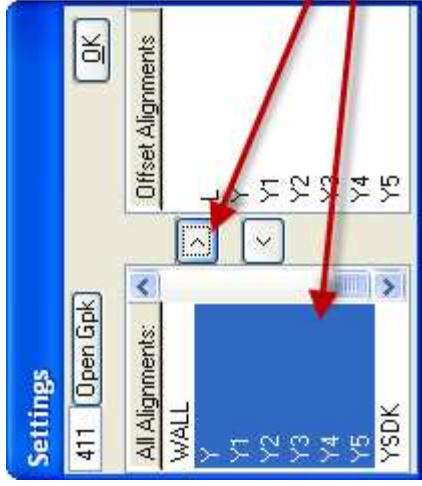 Settings
411 Open Gpk OK
All Alignments:
WALL
Y
Y1
Y2
Y3
Y4
Y5
YSDK
>
<
Offset Alignments
L
Y
Y1
Y2
Y3
Y4
Y5